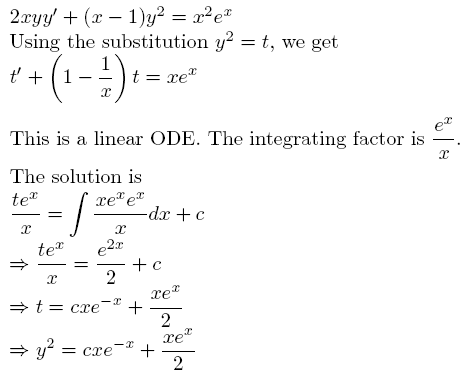 2xyy′ + (x − 1)y² = x²eˣ
Using the substitution y² = t, we get
t′ + (1 − 1/x) t = xeˣ
This is a linear ODE. The integrating factor is eˣ/x.
The solution is
teˣ/x = ∫ xeˣeˣ/x dx + c
⇒ teˣ/x = e²ˣ/2 + c
⇒ t = cxe⁻ˣ + xeˣ/2
⇒ y² = cxe⁻ˣ + xeˣ/2